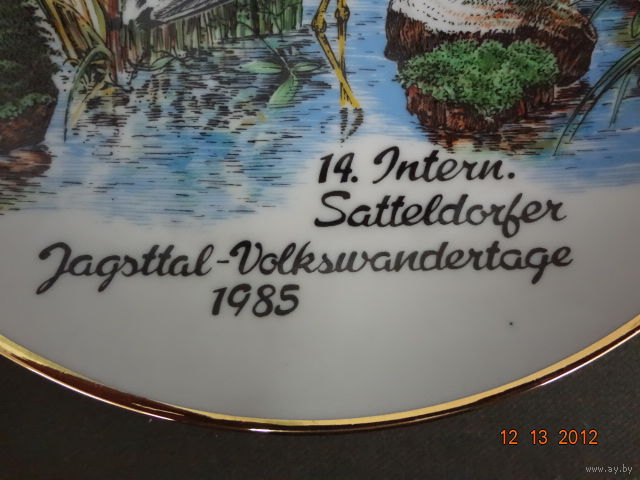 14. Intern.
Satteldorfer
Jagsttal-Volkswandertage
1985
12 13 2012
www.ay.by